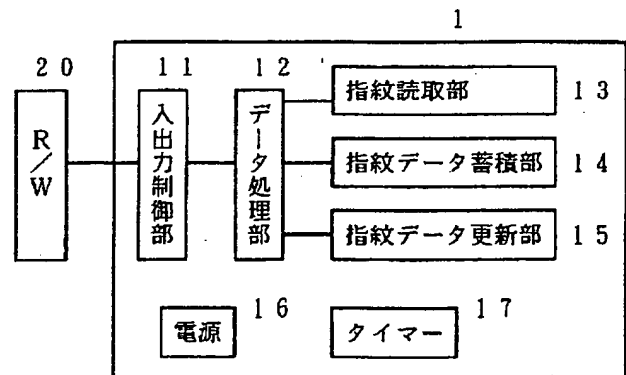 1
20
11
12
R/W
入出力制御部
データ処理部
指紋読取部
13
指紋データ蓄積部
14
指紋データ更新部
15
電源
16
タイマー
17